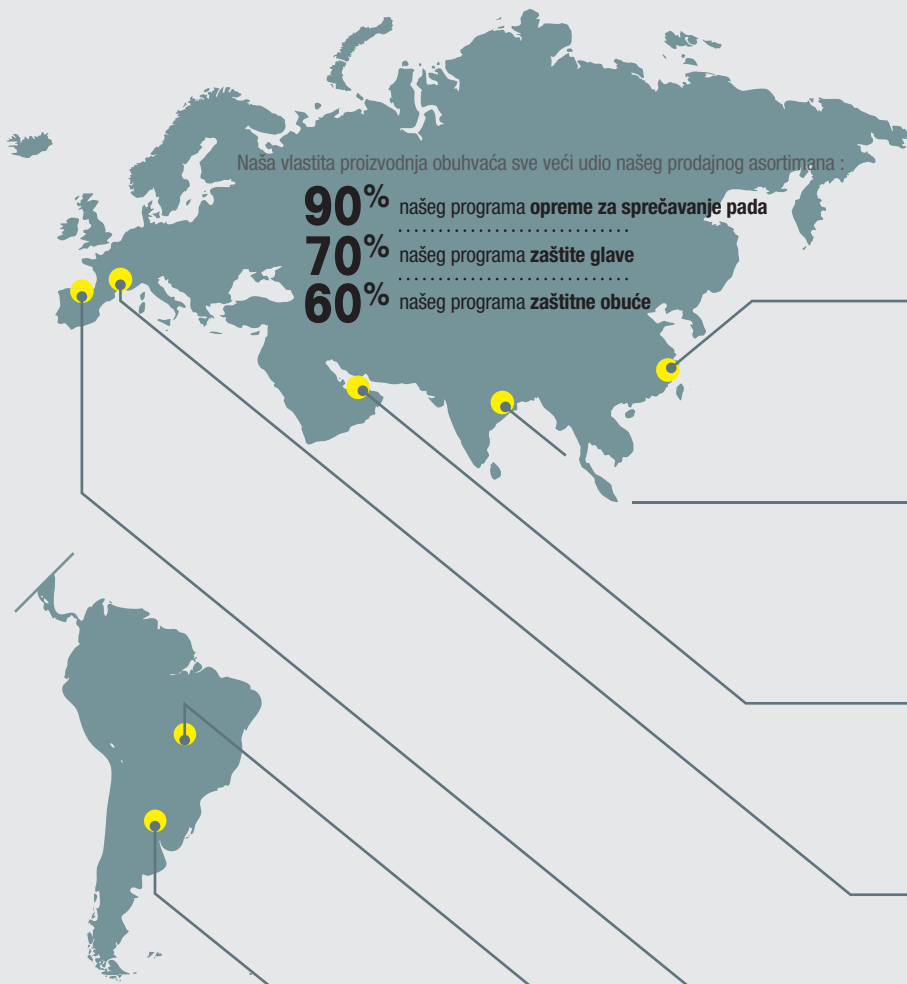 Naša vlastita proizvodnja obuhvaća sve veći udio našeg prodajnog asortimana :
90% našeg programa opreme za sprečavanje pada
70% našeg programa zaštite glave
60% našeg programa zaštitne obuće